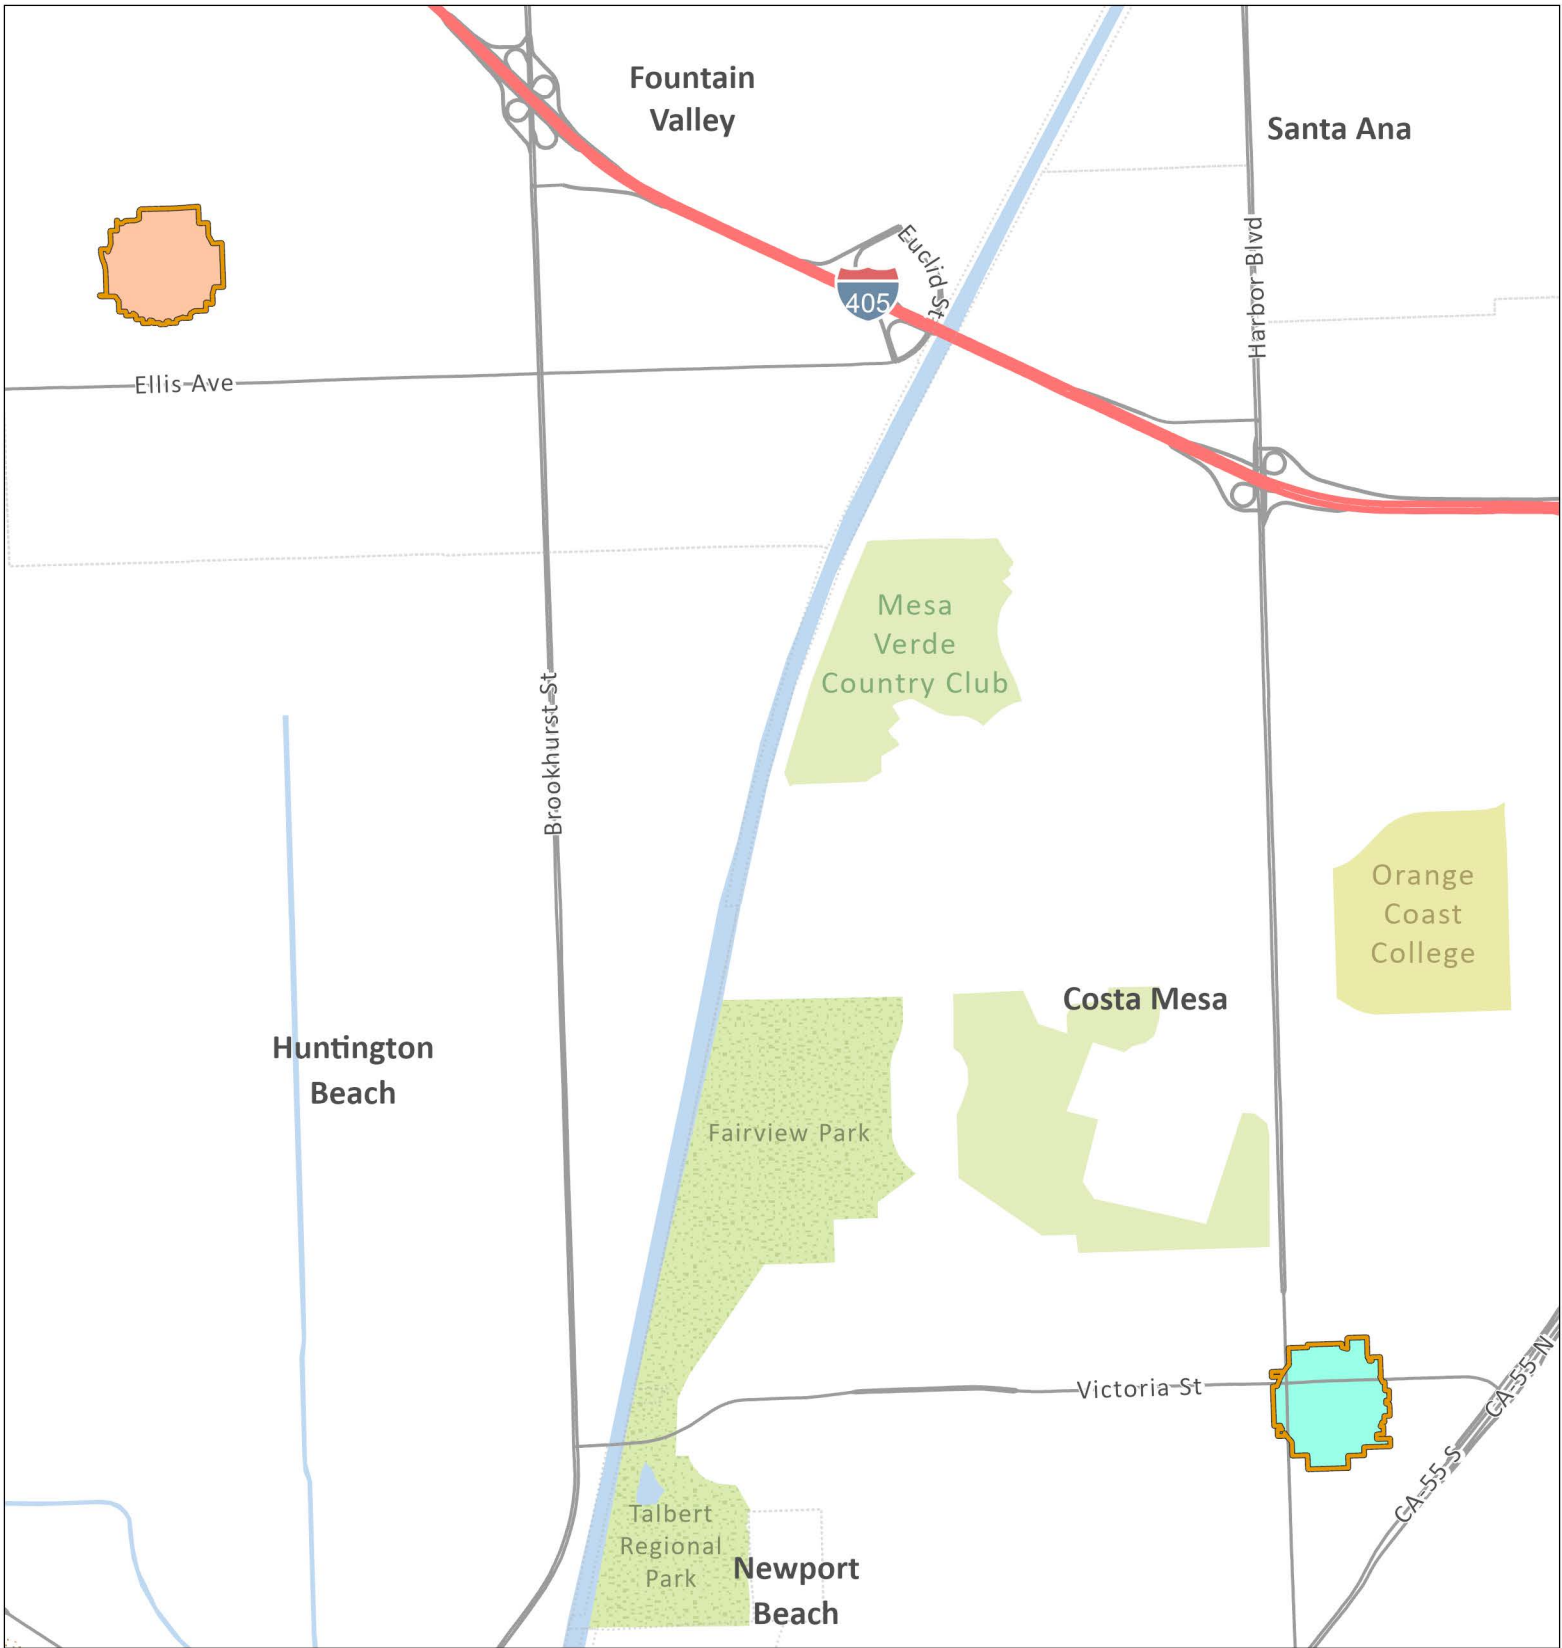 Fountain
Valley
Santa Ana
Euclid St
Harbor Blvd
405
Ellis Ave
Mesa
Verde
Country Club
Brookhurst St
Orange
Coast
College
Costa Mesa
Huntington
Beach
Fairview Park
CA-55 N
Victoria St
CA-55 S
Talbert
Regional
Park
Newport
Beach